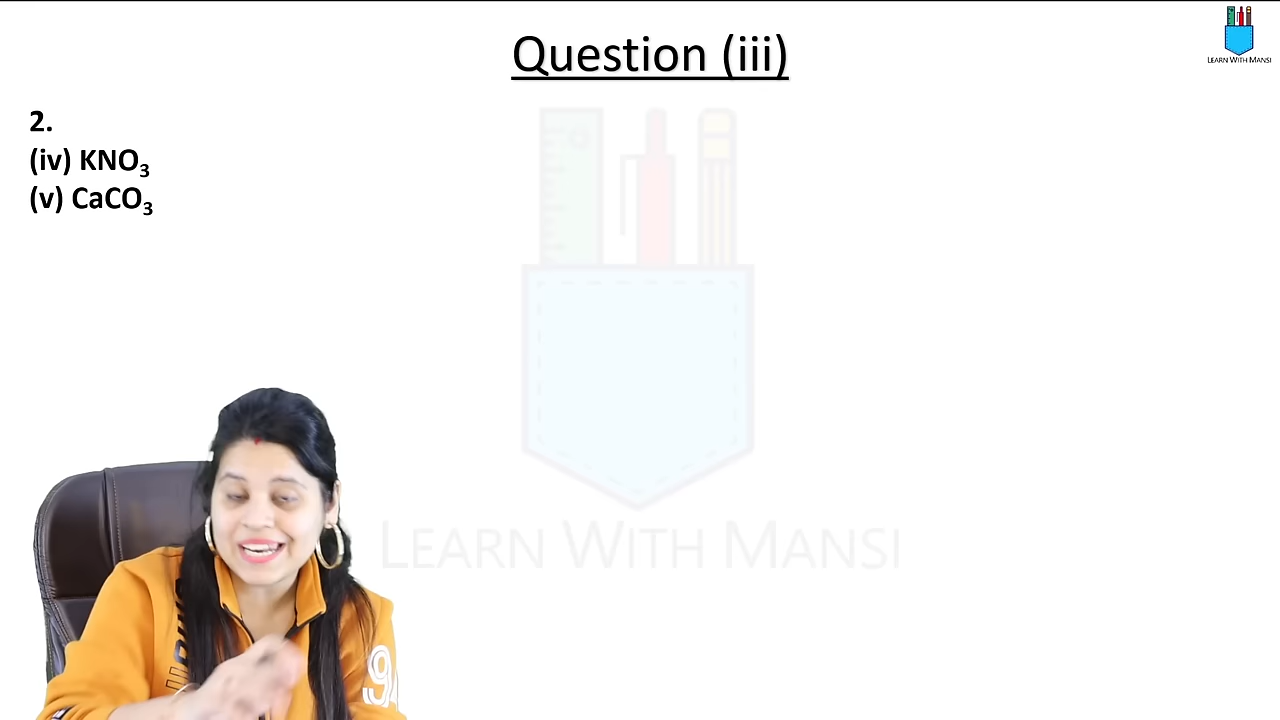 Question (iii)
LEARN WITH MANSI
2.
(iv) KNO₃
(v) CaCO₃
LEARN WITH MANSI